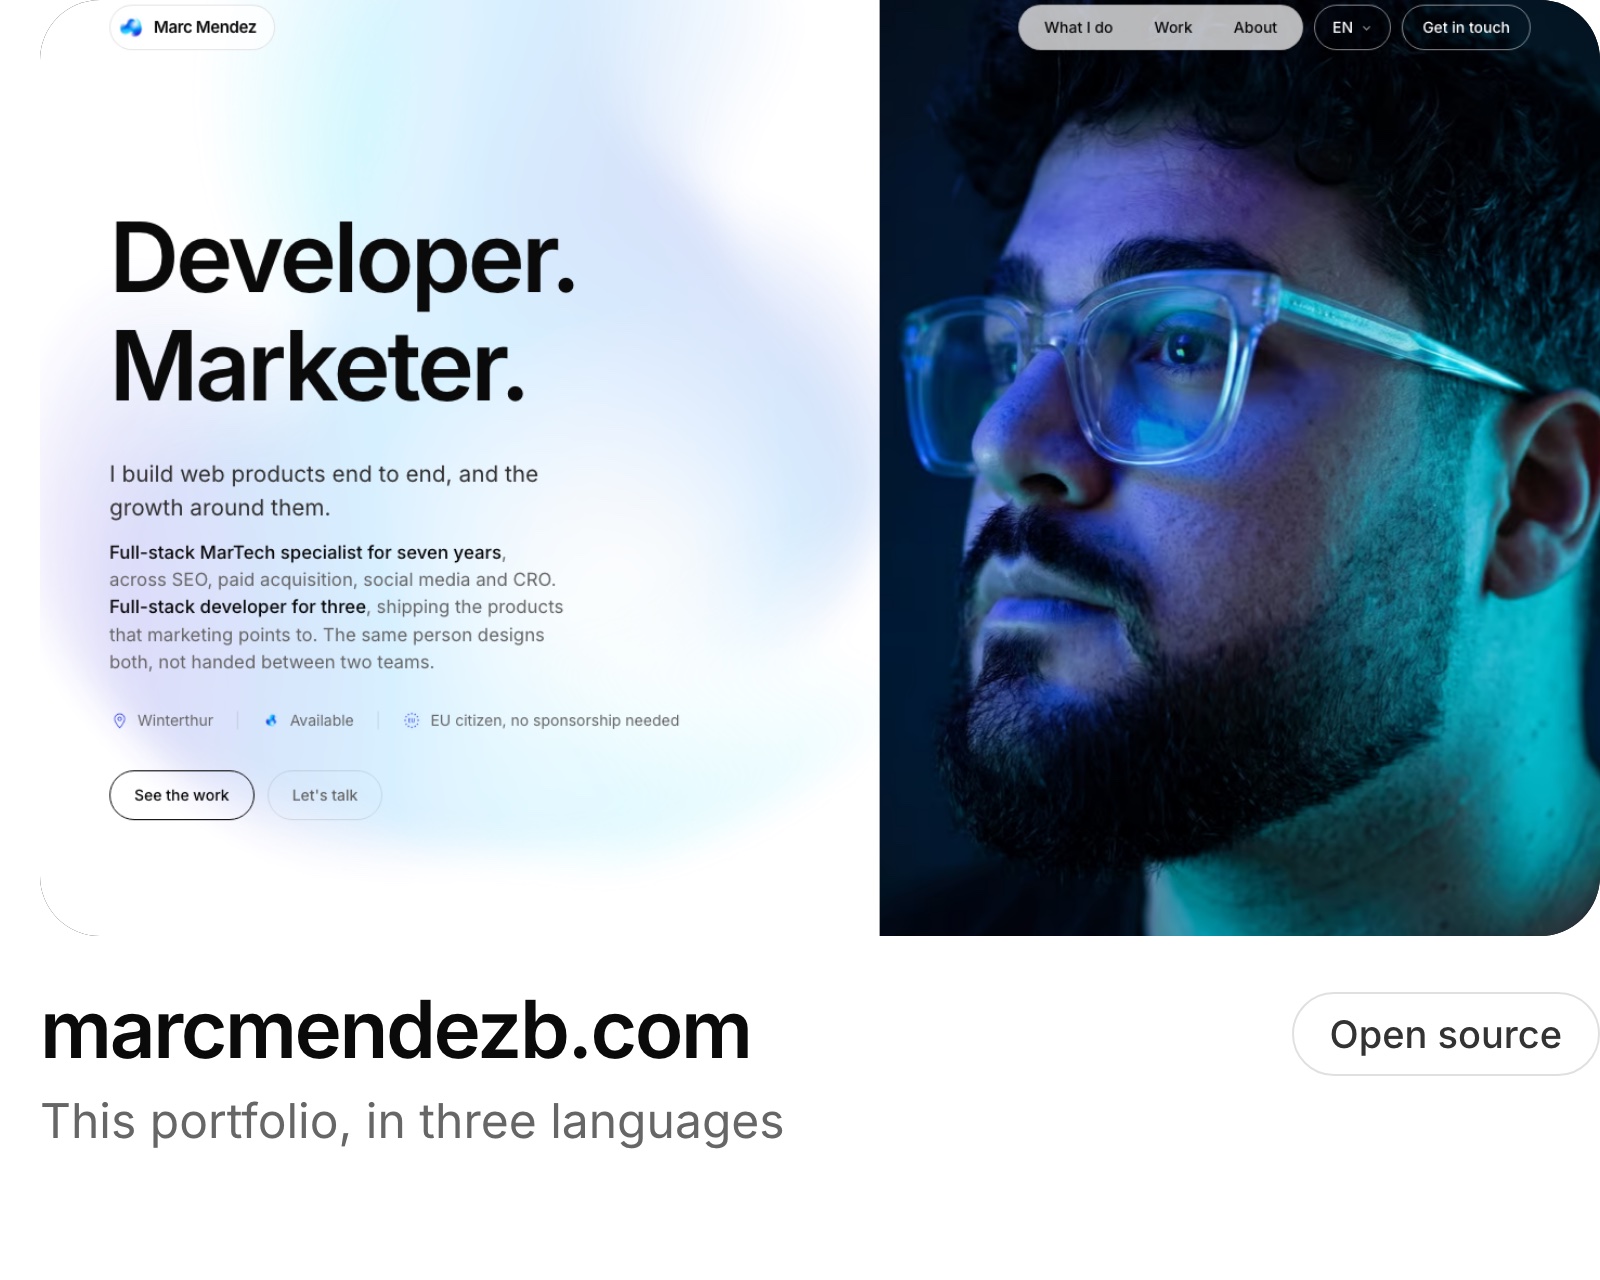 Marc Mendez
What I do
Work
About
EN
Get in touch
Developer.
Marketer.
I build web products end to end, and the
growth around them.
Full-stack MarTech specialist for seven years,
across SEO, paid acquisition, social media and CRO.
Full-stack developer for three, shipping the products
that marketing points to. The same person designs
both, not handed between two teams.
Winterthur
Available
EU citizen, no sponsorship needed
See the work
Let's talk
marcmendezb.com
Open source
This portfolio, in three languages